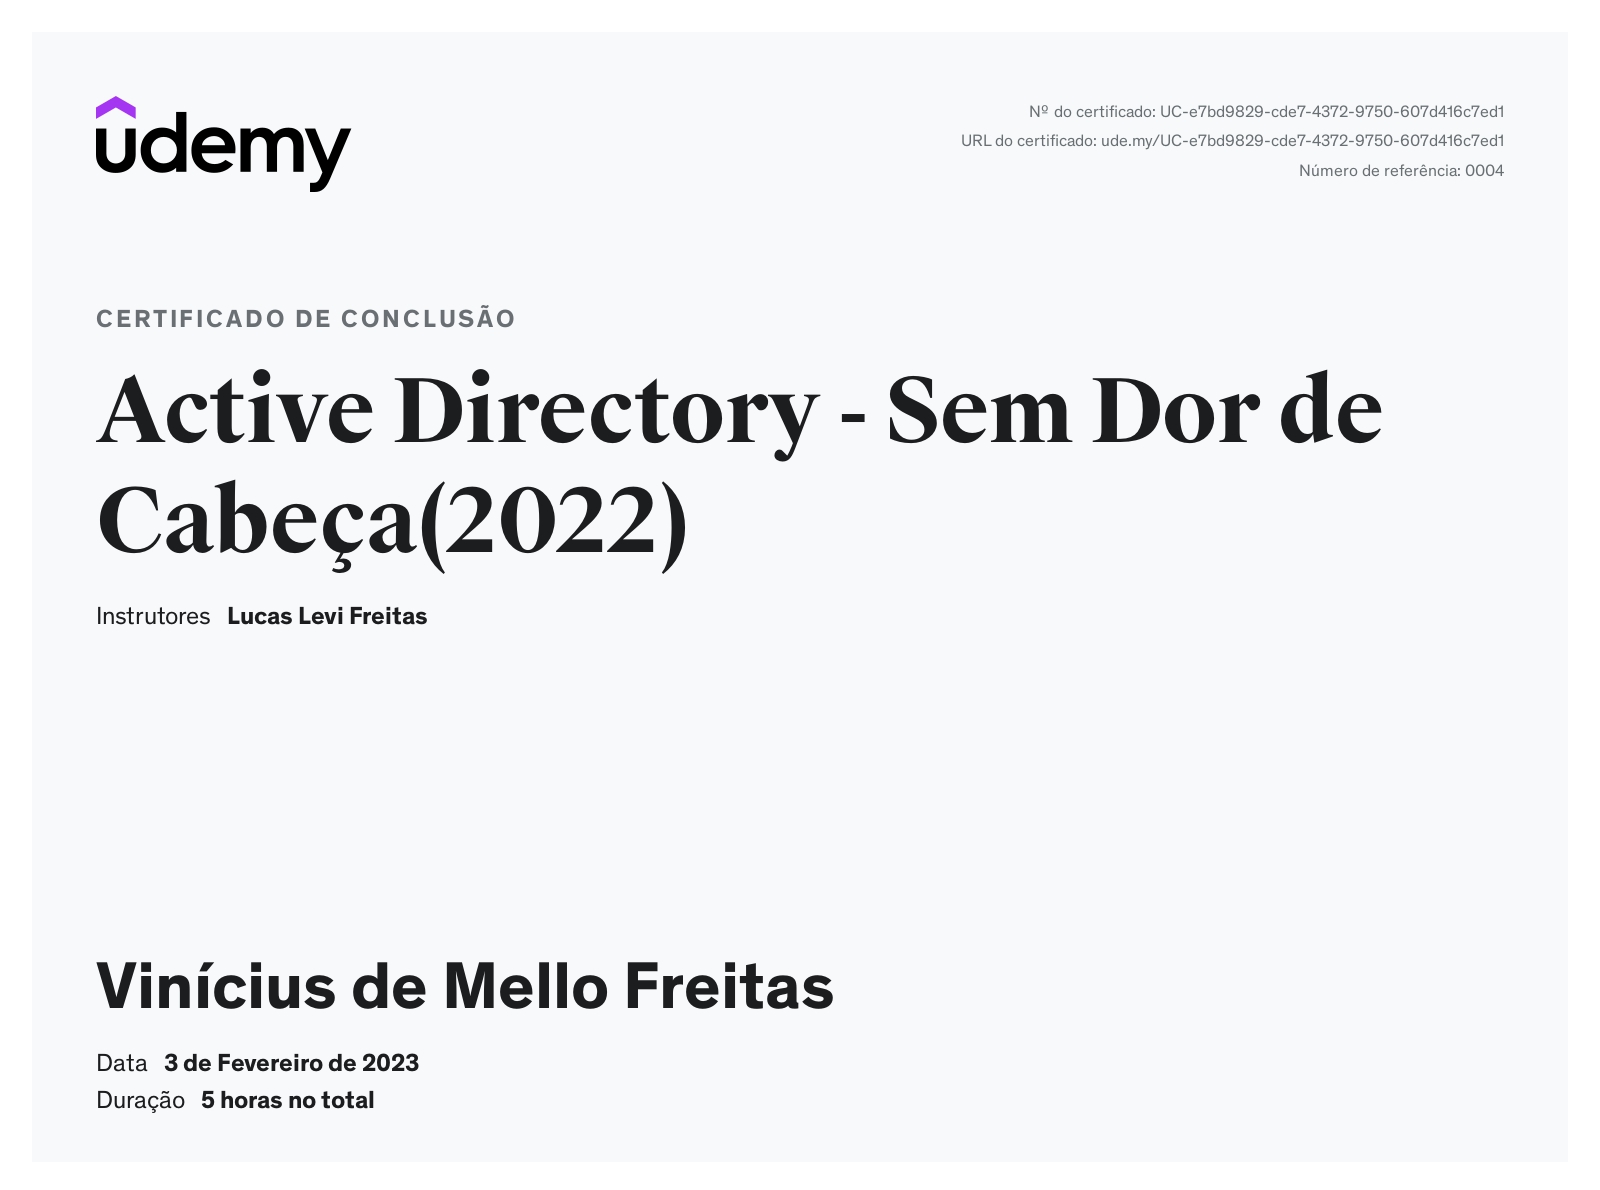 udemy
Nº do certificado: UC-e7bd9829-cde7-4372-9750-607d416c7ed1
URL do certificado: ude.my/UC-e7bd9829-cde7-4372-9750-607d416c7ed1
Número de referência: 0004
CERTIFICADO DE CONCLUSÃO
Active Directory - Sem Dor de
Cabeça(2022)
Instrutores Lucas Levi Freitas
Vinícius de Mello Freitas
Data 3 de Fevereiro de 2023
Duração 5 horas no total